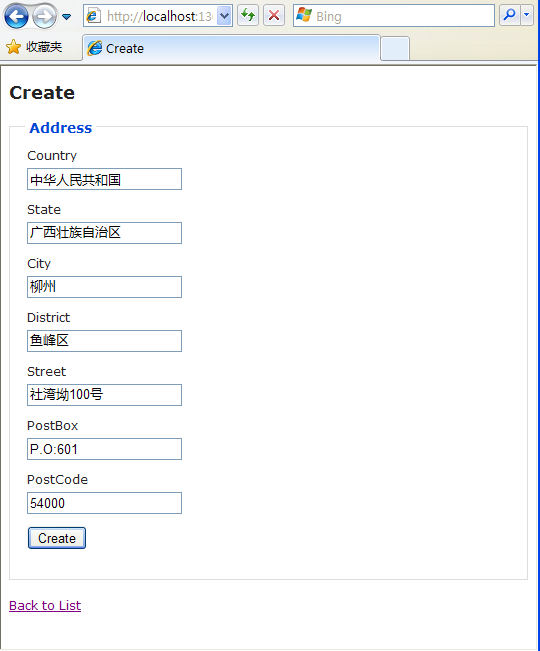 http://localhost:13
Bing
收藏夹
Create
Create
Address
Country
中华人民共和国
State
广西壮族自治区
City
柳州
District
鱼峰区
Street
社湾坳100号
PostBox
P.O:601
PostCode
54000
Create
Back to List